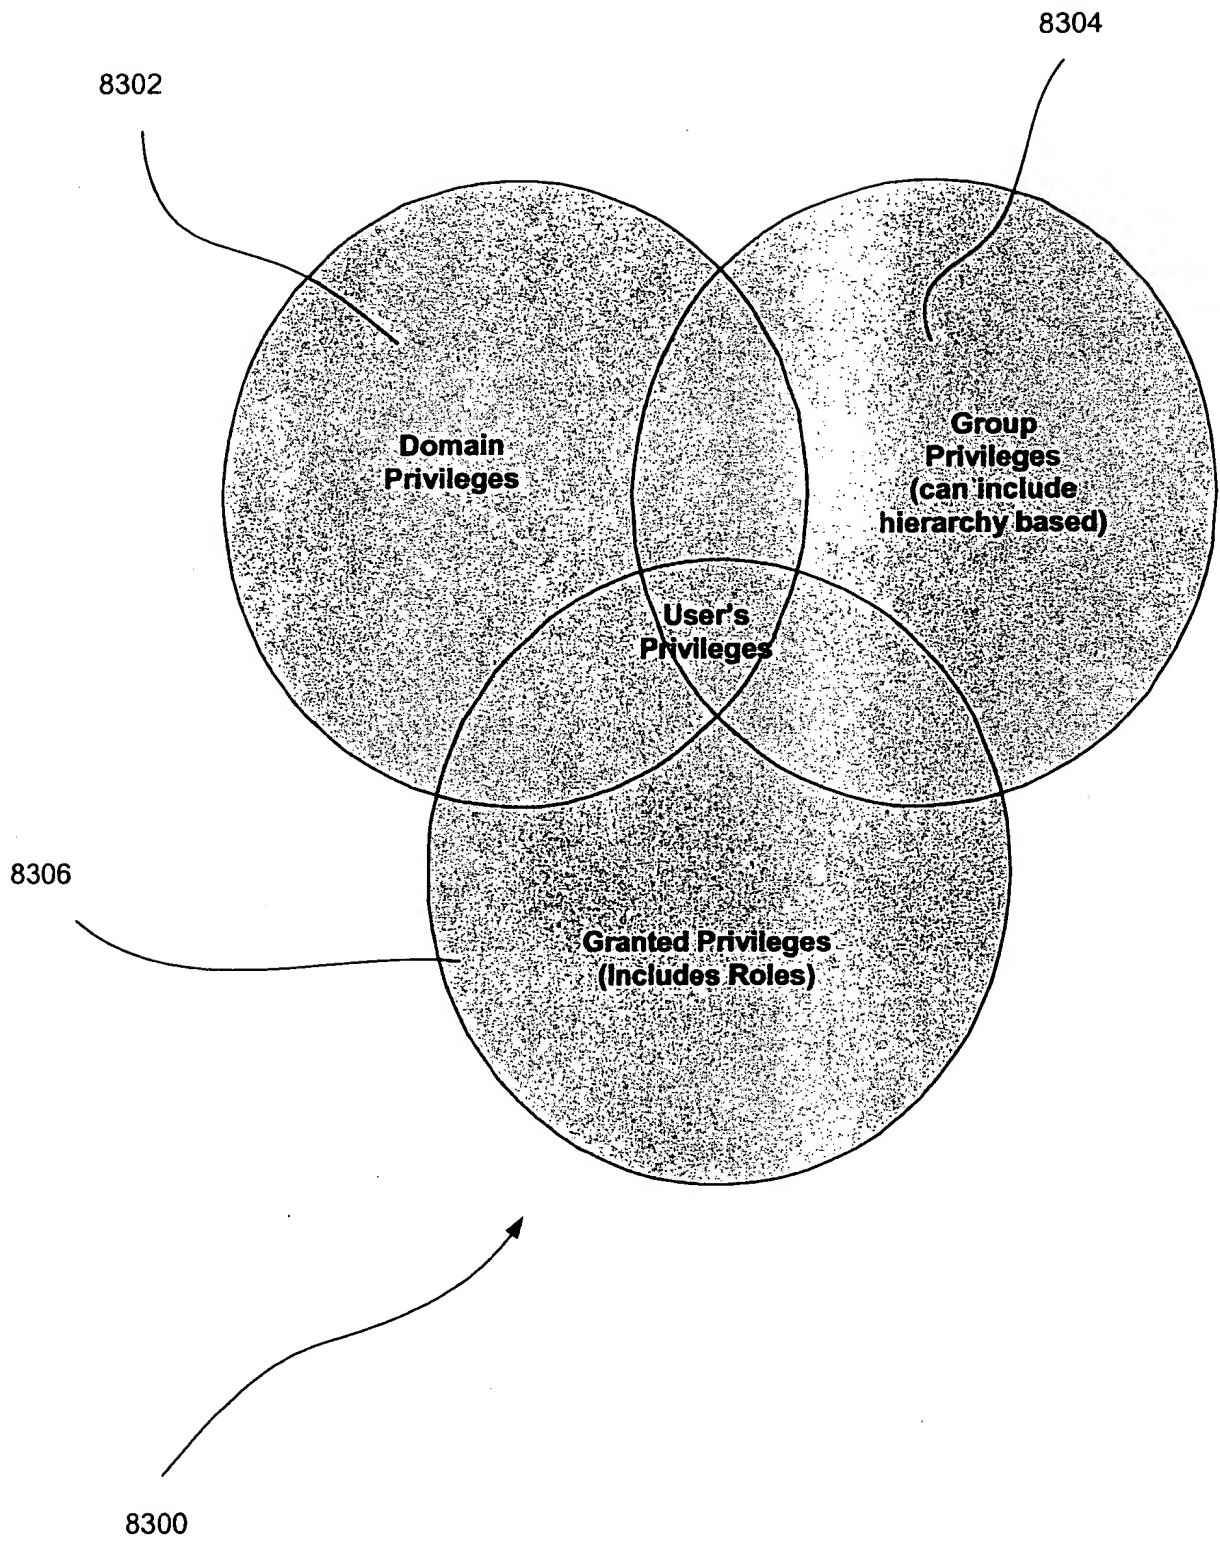 8304
8302
Group
Privileges
(can include
hierarchy based)
Domain
Privileges
User's
Privileges
8306
Granted Privileges
(Includes Roles)
8300